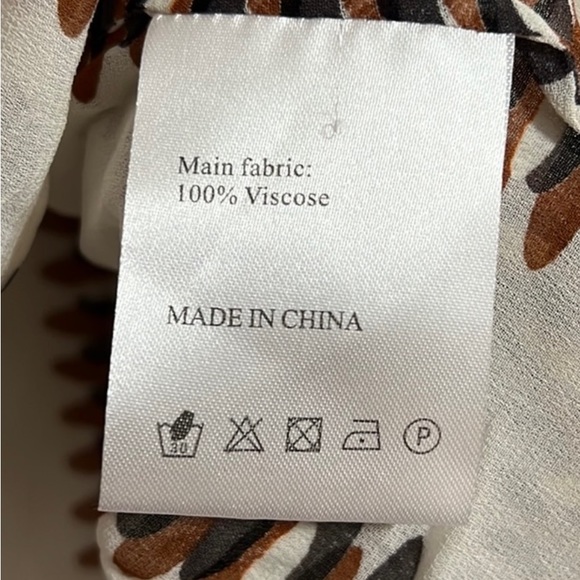 Main fabric:
100% Viscose
MADE IN CHINA
30
P